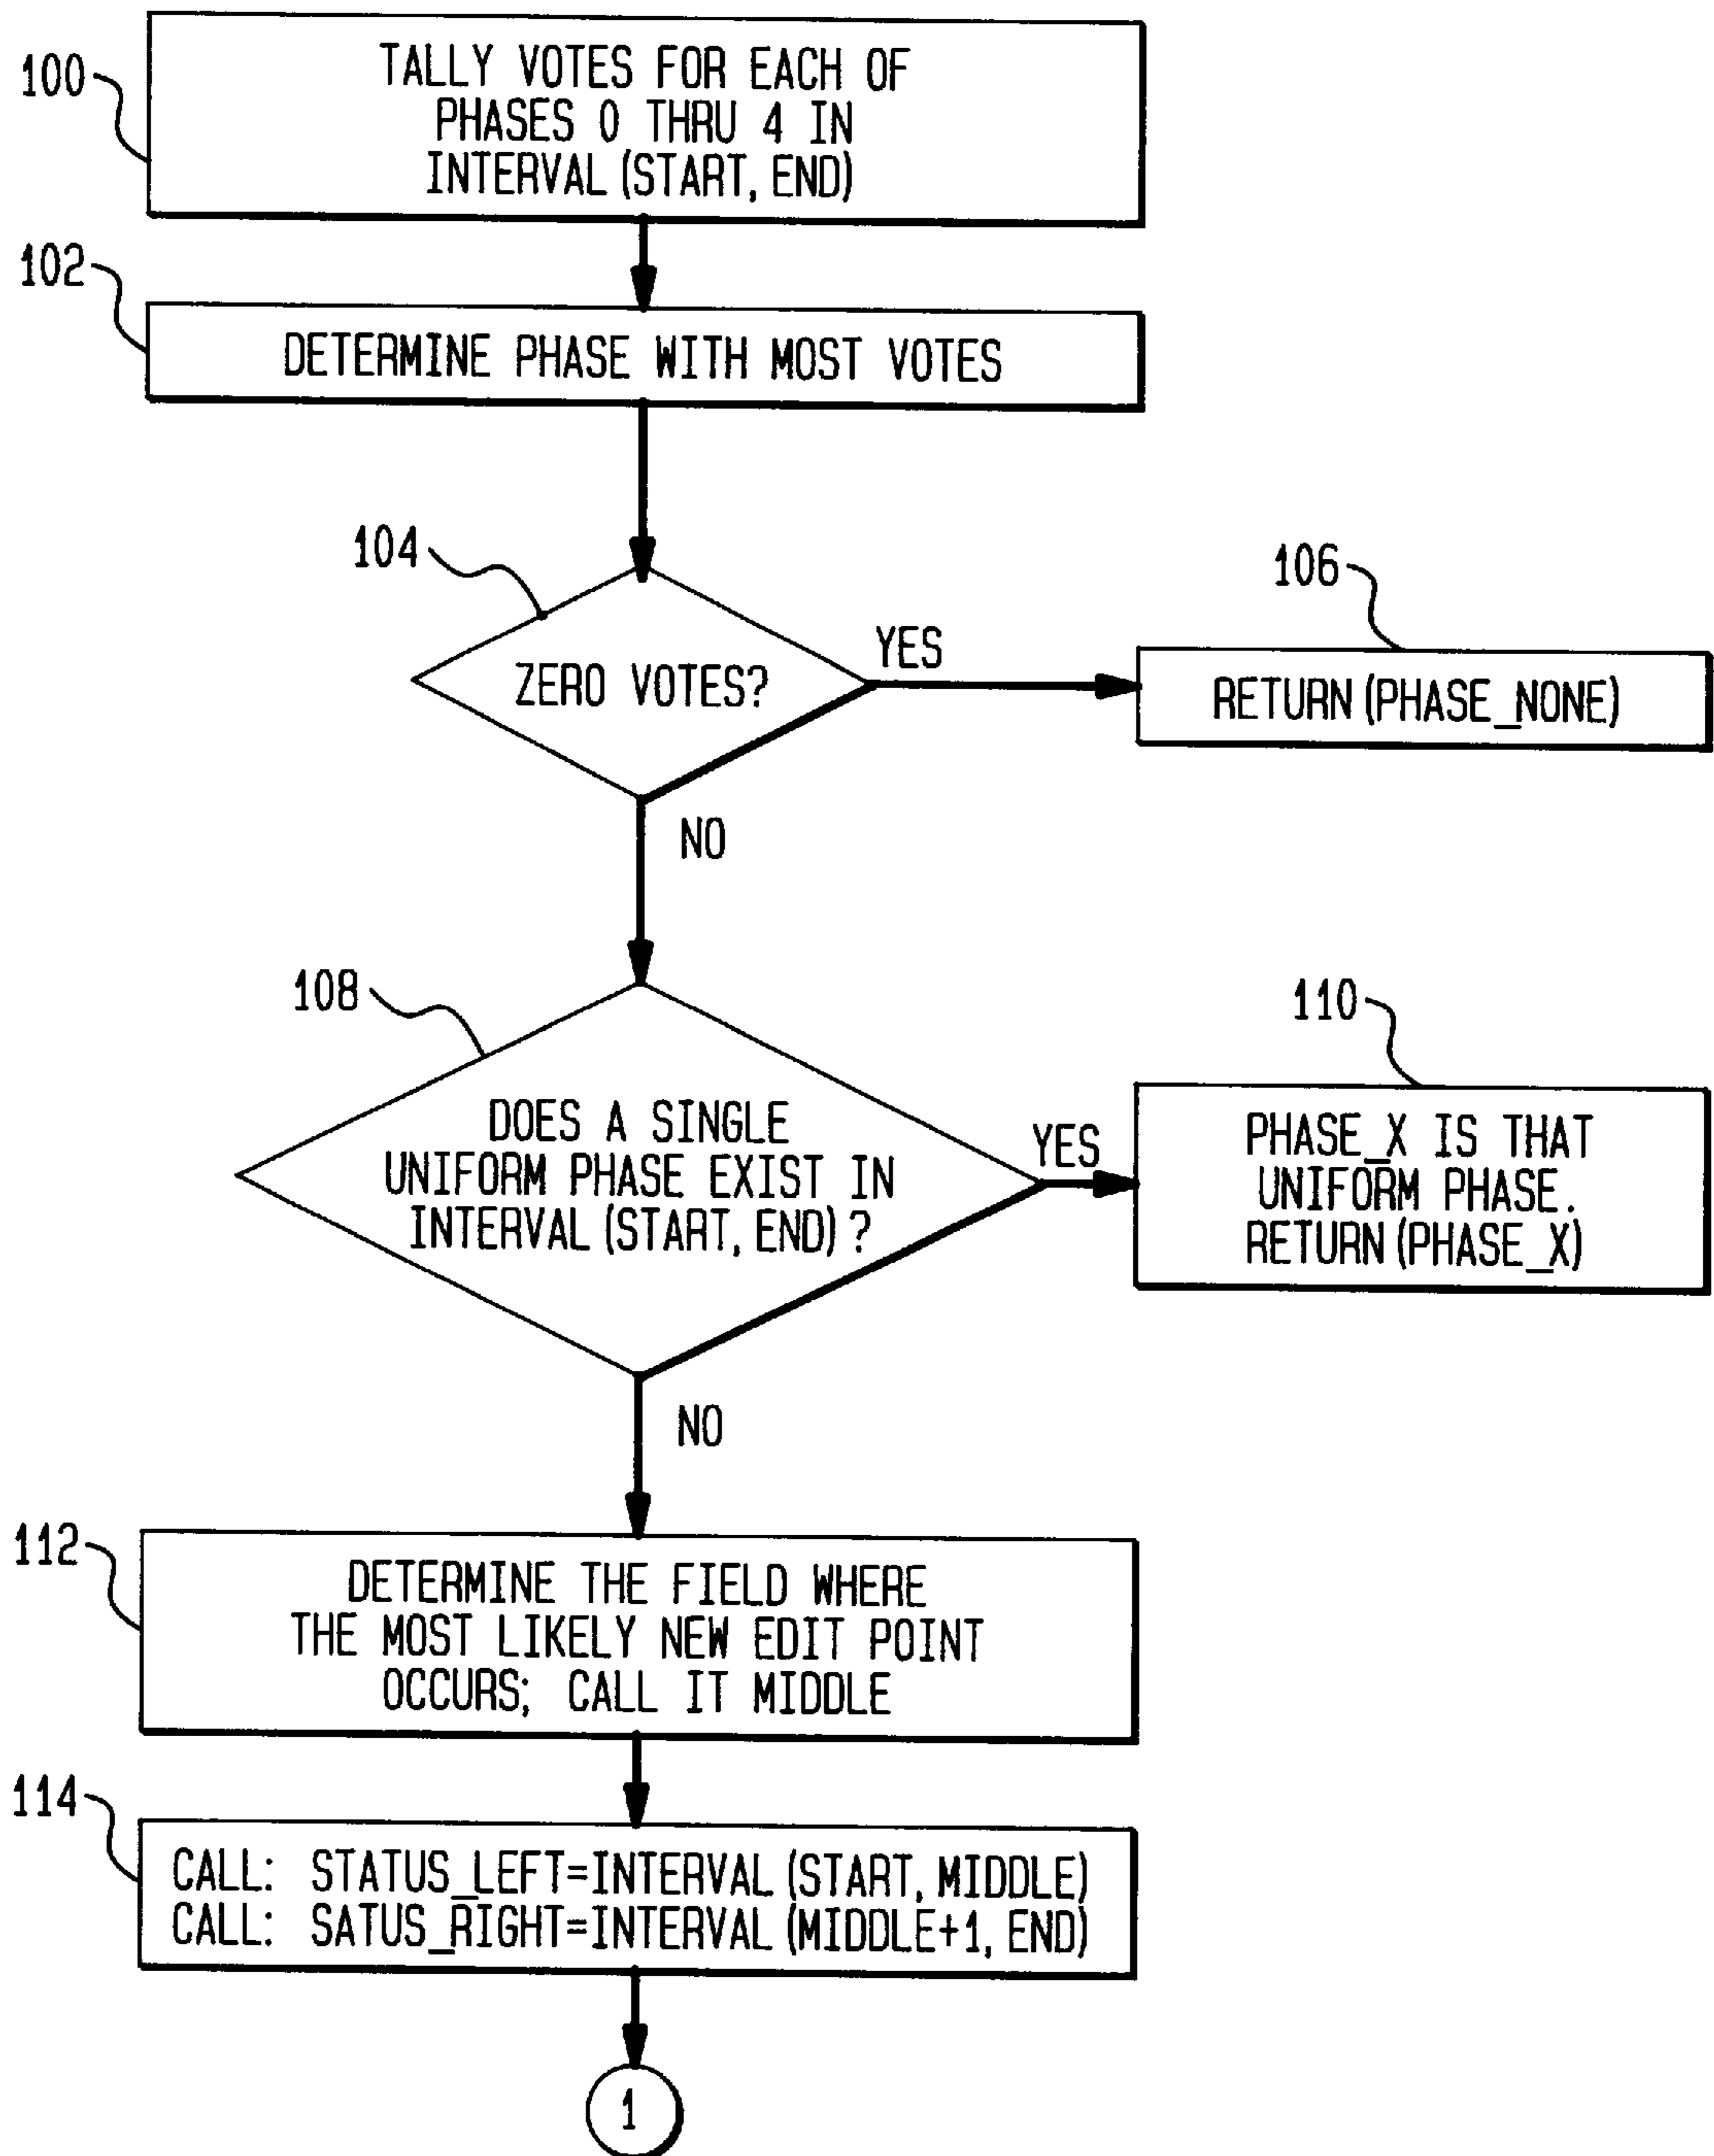 100
TALLY VOTES FOR EACH OF
PHASES 0 THRU 4 IN
INTERVAL (START, END)
102
DETERMINE PHASE WITH MOST VOTES
104
ZERO VOTES?
YES
106
RETURN (PHASE_NONE)
NO
108
DOES A SINGLE
UNIFORM PHASE EXIST IN
INTERVAL (START, END) ?
YES
110
PHASE_X IS THAT
UNIFORM PHASE.
RETURN (PHASE_X)
NO
112
DETERMINE THE FIELD WHERE
THE MOST LIKELY NEW EDIT POINT
OCCURS; CALL IT MIDDLE
114
CALL: STATUS_LEFT=INTERVAL (START, MIDDLE)
CALL: SATUS_RIGHT=INTERVAL (MIDDLE+1, END)
1